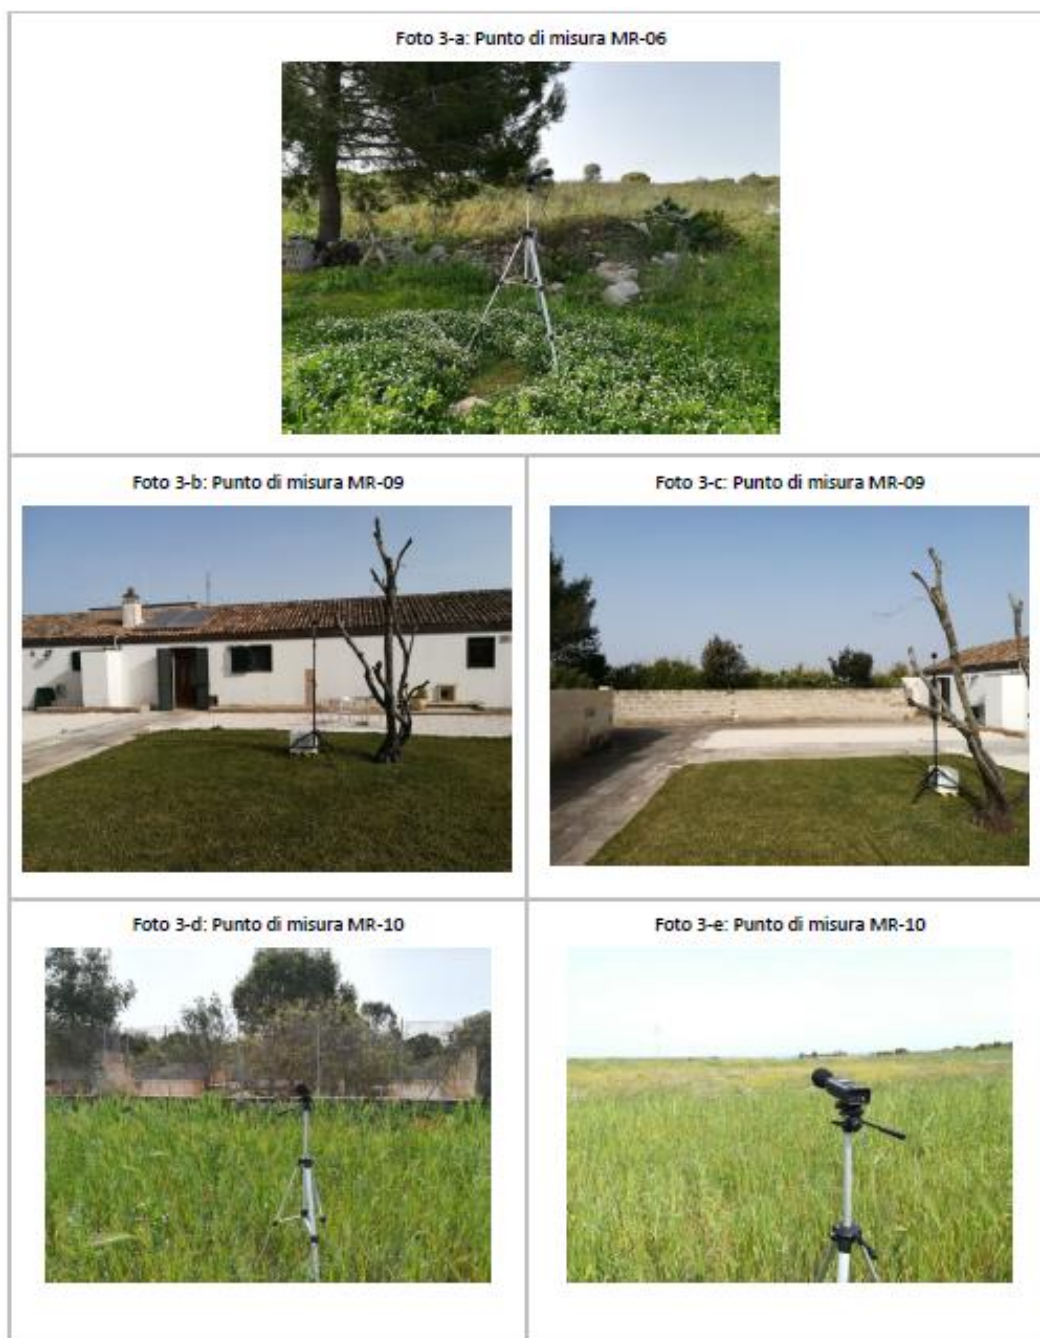 Foto 3-a: Punto di misura MR-06
Foto 3-b: Punto di misura MR-09
Foto 3-c: Punto di misura MR-09
Foto 3-d: Punto di misura MR-10
Foto 3-e: Punto di misura MR-10